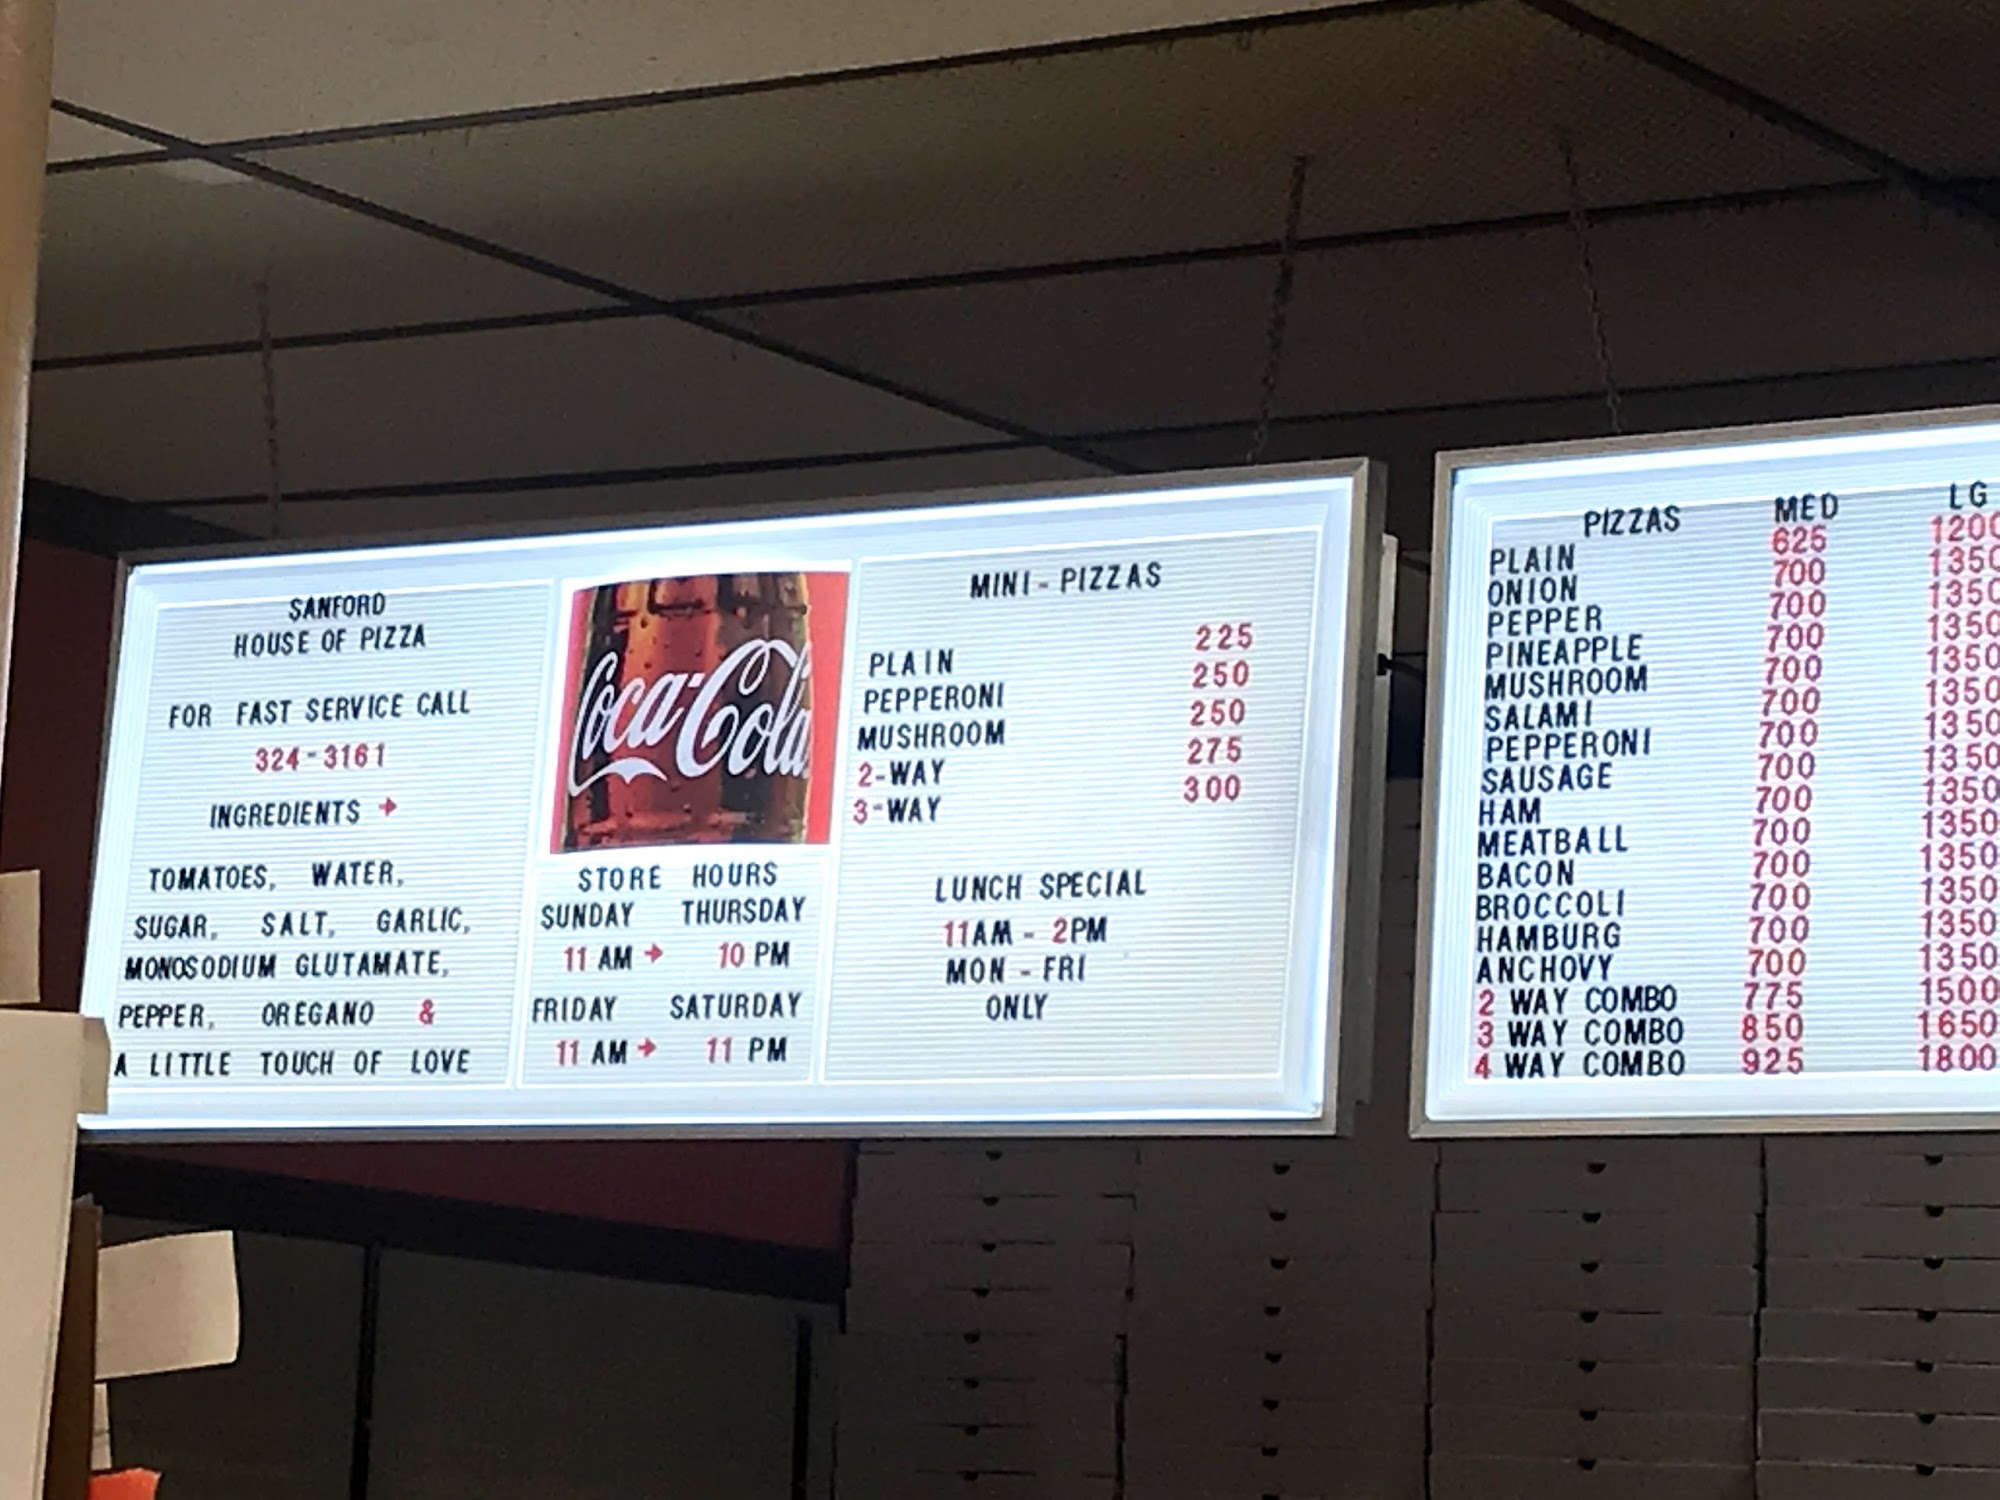 SANFORD
HOUSE OF PIZZA
FOR FAST SERVICE CALL
324-3161
INGREDIENTS →
TOMATOES, WATER,
SUGAR, SALT, GARLIC,
MONOSODIUM GLUTAMATE,
PEPPER, OREGANO &
A LITTLE TOUCH OF LOVE
Coca-Cola
STORE HOURS
SUNDAY THURSDAY
11 AM → 10 PM
FRIDAY SATURDAY
11 AM → 11 PM
MINI-PIZZAS
PLAIN 225
PEPPERONI 250
MUSHROOM 250
2-WAY 275
3-WAY 300
LUNCH SPECIAL
11AM - 2PM
MON - FRI
ONLY
PIZZAS MED LG
PLAIN 625 1200
ONION 700 1350
PEPPER 700 1350
PINEAPPLE 700 1350
MUSHROOM 700 1350
SALAMI 700 1350
PEPPERONI 700 1350
SAUSAGE 700 1350
HAM 700 1350
MEATBALL 700 1350
BACON 700 1350
BROCCOLI 700 1350
HAMBURG 700 1350
ANCHOVY 700 1350
2 WAY COMBO 775 1500
3 WAY COMBO 850 1650
4 WAY COMBO 925 1800